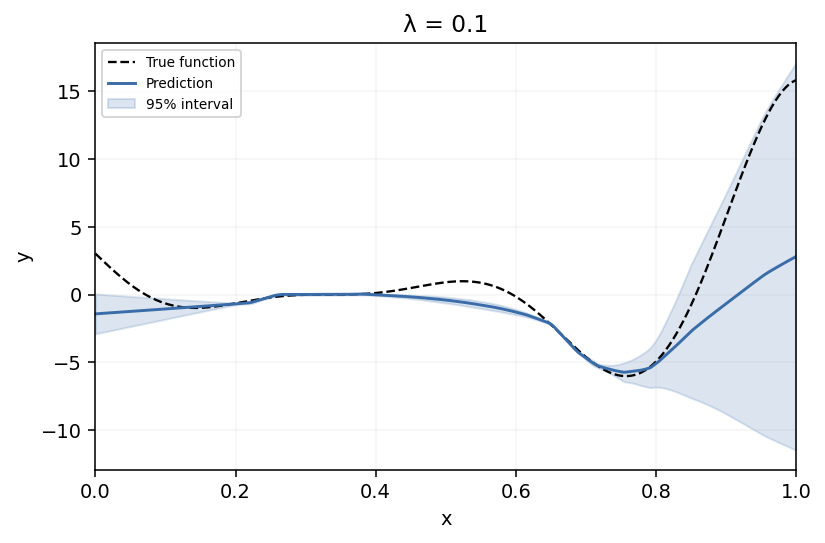 λ = 0.1
True function
Prediction
95% interval
y
15
10
5
0
−5
−10
0.0 0.2 0.4 0.6 0.8 1.0
x